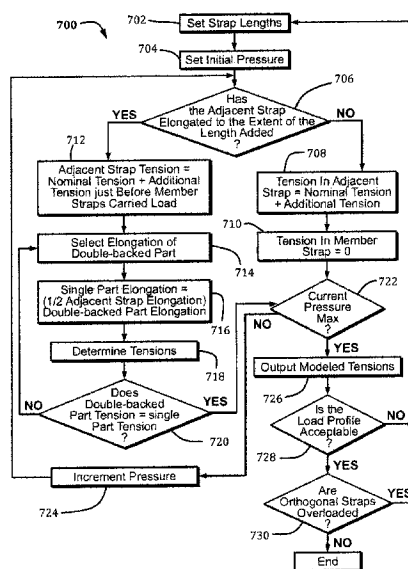 700
702
Set Strap Lengths
704
Set Initial Pressure
706
Has
the Adjacent Strap
Elongated to the Extent of the
Length Added
?
YES
NO
712
Adjacent Strap Tension =
Nominal Tension + Additional
Tension just Before Member
Straps Carried Load
708
Tension In Adjacent
Strap = Nominal Tension
+ Additional Tension
710
Tension In Member
Strap = 0
Select Elongation of
Double-backed Part
714
Single Part Elongation =
(1/2 Adjacent Strap Elongation)
Double-backed Part Elongation
716
Determine Tensions
718
Does
Double-backed
Part Tension = single
Part Tension
?
NO
YES
720
722
Current
Pressure
Max
?
NO
YES
Output Modeled Tensions
726
Is the
Load Profile
Acceptable
?
NO
728
YES
Increment Pressure
724
Are
Orthogonal Straps
Overloaded
?
YES
730
NO
End